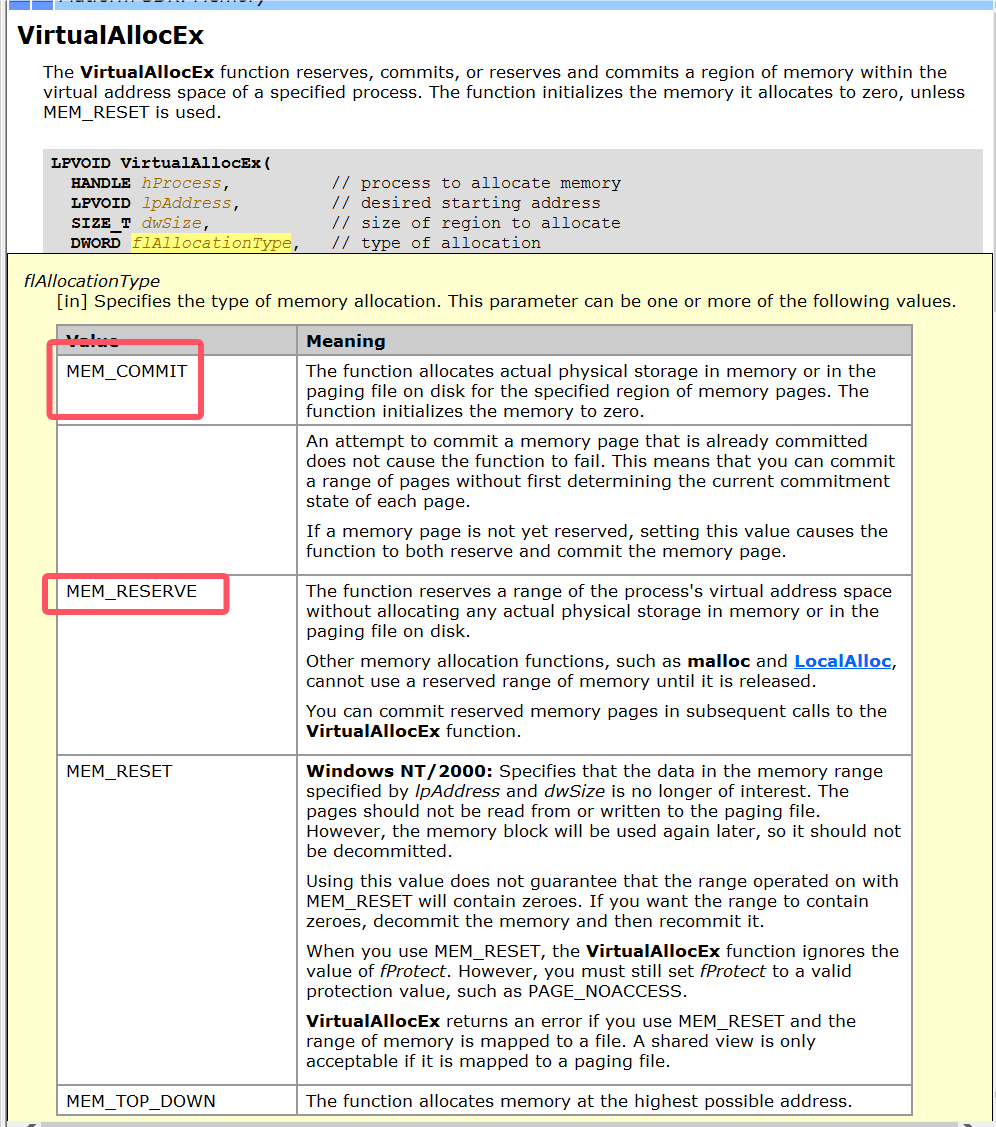 VirtualAllocEx
The VirtualAllocEx function reserves, commits, or reserves and commits a region of memory within the
virtual address space of a specified process. The function initializes the memory it allocates to zero, unless
MEM_RESET is used.
LPVOID VirtualAllocEx(
HANDLE hProcess, // process to allocate memory
LPVOID lpAddress, // desired starting address
SIZE_T dwSize, // size of region to allocate
DWORD flAllocationType, // type of allocation
flAllocationType
[in] Specifies the type of memory allocation. This parameter can be one or more of the following values.
Value Meaning
MEM_COMMIT The function allocates actual physical storage in memory or in the
paging file on disk for the specified region of memory pages. The
function initializes the memory to zero.
An attempt to commit a memory page that is already committed
does not cause the function to fail. This means that you can commit
a range of pages without first determining the current commitment
state of each page.
If a memory page is not yet reserved, setting this value causes the
function to both reserve and commit the memory page.
MEM_RESERVE The function reserves a range of the process's virtual address space
without allocating any actual physical storage in memory or in the
paging file on disk.
Other memory allocation functions, such as malloc and LocalAlloc,
cannot use a reserved range of memory until it is released.
You can commit reserved memory pages in subsequent calls to the
VirtualAllocEx function.
MEM_RESET Windows NT/2000: Specifies that the data in the memory range
specified by lpAddress and dwSize is no longer of interest. The
pages should not be read from or written to the paging file.
However, the memory block will be used again later, so it should not
be decommitted.
Using this value does not guarantee that the range operated on with
MEM_RESET will contain zeroes. If you want the range to contain
zeroes, decommit the memory and then recommit it.
When you use MEM_RESET, the VirtualAllocEx function ignores the
value of fProtect. However, you must still set fProtect to a valid
protection value, such as PAGE_NOACCESS.
VirtualAllocEx returns an error if you use MEM_RESET and the
range of memory is mapped to a file. A shared view is only
acceptable if it is mapped to a paging file.
MEM_TOP_DOWN The function allocates memory at the highest possible address.